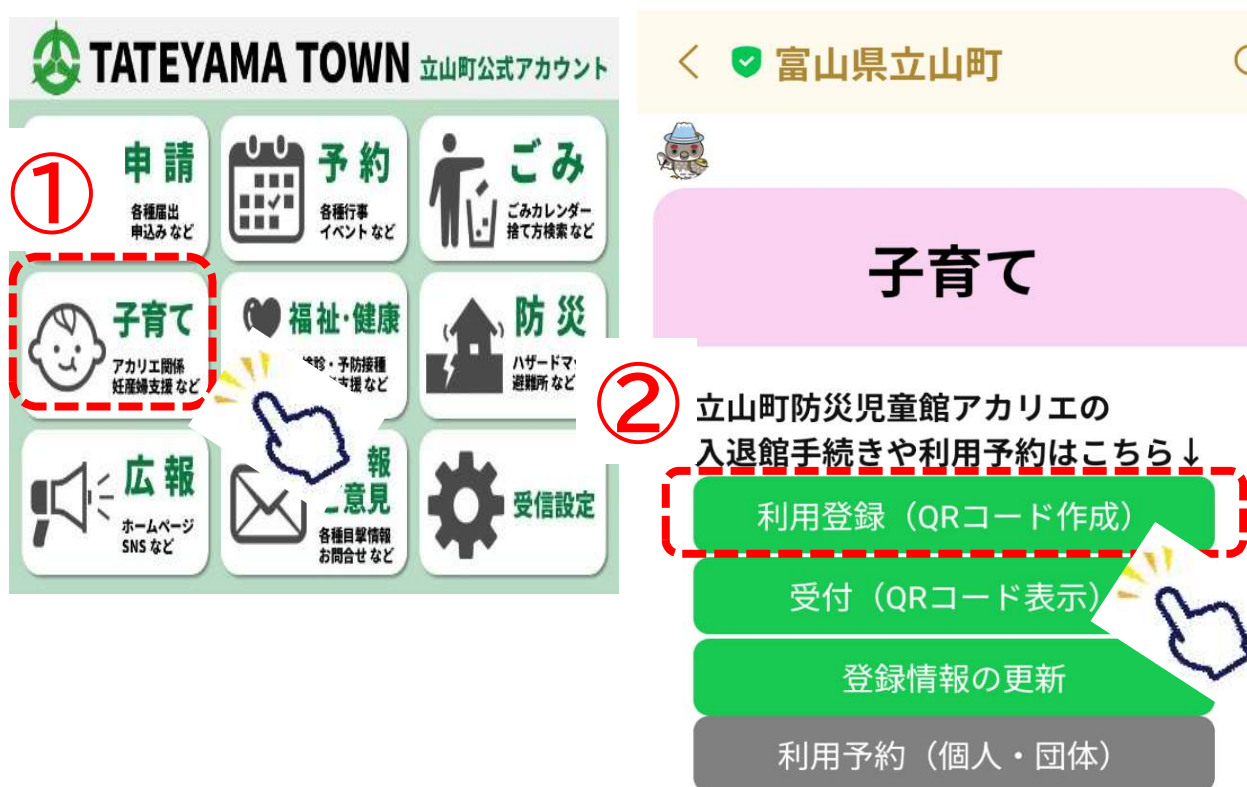 TATEYAMA TOWN 立山町公式アカウント
①
申請
各種届出
申込み など
予約
各種行事
イベント など
ごみ
ごみカレンダー
捨て方検索 など
子育て
アカリエ関係
妊産婦支援 など
福祉・健康
診・予防接種
支援 など
防災
ハザードマ
避難所 など
広報
ホームページ
SNS など
報
意見
各種目撃情報
お問合せ など
受信設定
富山県立山町
子育て
②
立山町防災児童館アカリエの
入退館手続きや利用予約はこちら↓
利用登録（QRコード作成）
受付（QRコード表示）
登録情報の更新
利用予約（個人・団体）